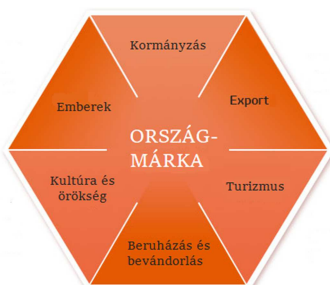 Kormányzás
Emberek
Export
ORSZÁG-
MÁRKA
Kultúra és
örökség
Turizmus
Beruházás és
bevándorlás